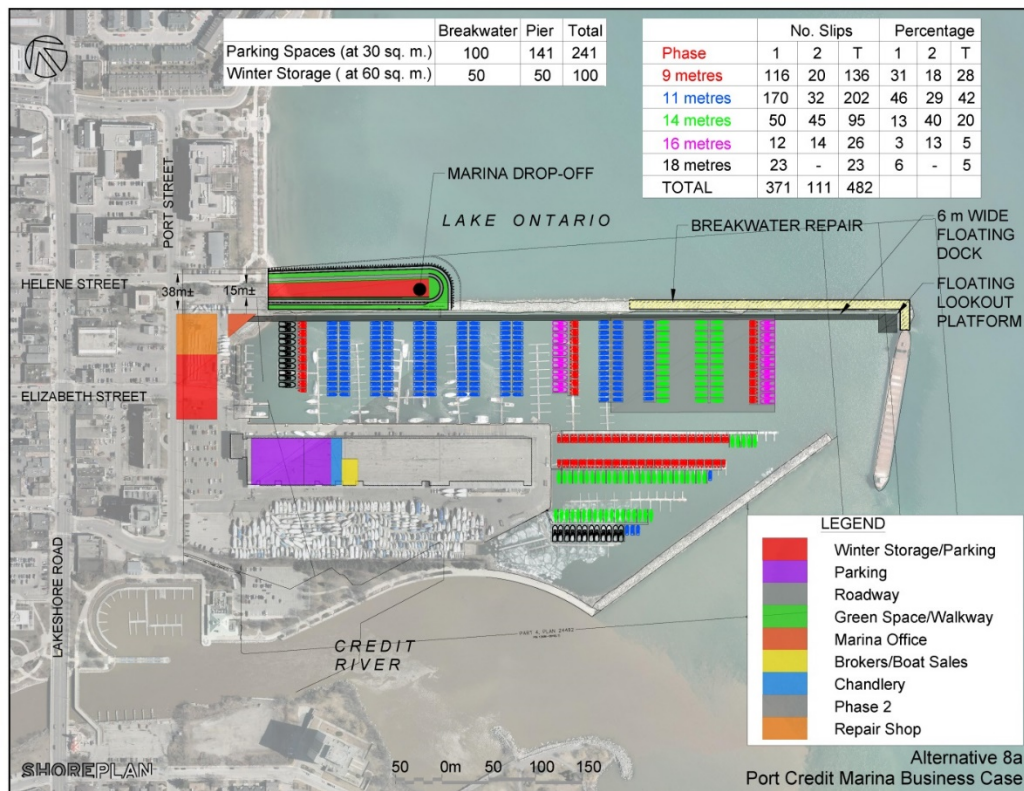 Breakwater Pier Total
Parking Spaces (at 30 sq. m.) 100 141 241
Winter Storage ( at 60 sq. m.) 50 50 100
No. Slips Percentage
Phase 1 2 T 1 2 T
9 metres 116 20 136 31 18 28
11 metres 170 32 202 46 29 42
14 metres 50 45 95 13 40 20
16 metres 12 14 26 3 13 5
18 metres 23 - 23 6 - 5
TOTAL 371 111 482
PORT STREET
MARINA DROP-OFF
LAKE ONTARIO
BREAKWATER REPAIR
6 m WIDE
FLOATING
DOCK
FLOATING
LOOKOUT
PLATFORM
HELENE STREET
38m±
15m±
ELIZABETH STREET
LAKESHORE ROAD
CREDIT
RIVER
LEGEND
Winter Storage/Parking
Parking
Roadway
Green Space/Walkway
Marina Office
Brokers/Boat Sales
Chandlery
Phase 2
Repair Shop
SHOREPLAN
50 0m 50 100 150
Alternative 8a
Port Credit Marina Business Case